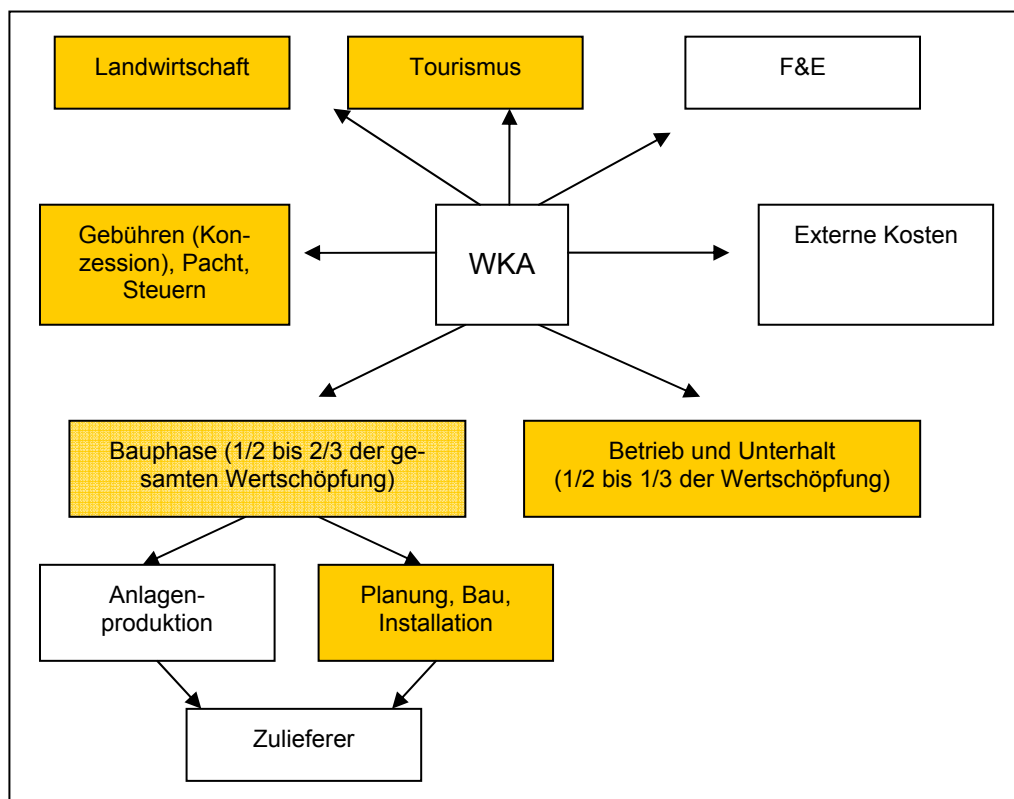 Landwirtschaft
Tourismus
F&E
Gebühren (Kon-
zession), Pacht,
Steuern
WKA
Externe Kosten
Bauphase (1/2 bis 2/3 der ge-
samten Wertschöpfung)
Betrieb und Unterhalt
(1/2 bis 1/3 der Wertschöpfung)
Anlagen-
produktion
Planung, Bau,
Installation
Zulieferer